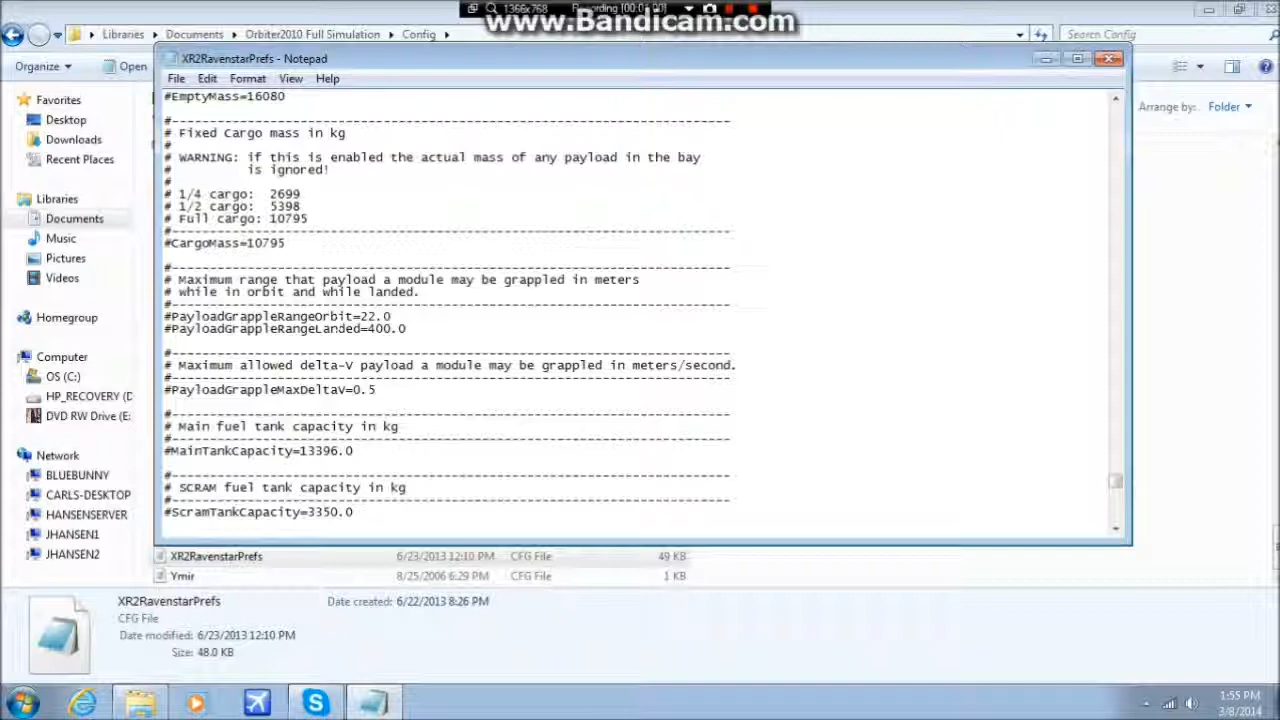 1366x768 Recording [00:01:00]
www.Bandicam.com
Libraries Documents Orbiter2010 Full Simulation Config
Search Config
XR2RavenstarPrefs - Notepad
Organize Open
File Edit Format View Help
Arrange by: Folder
Favorites
Desktop
Downloads
Recent Places
Libraries
Documents
Music
Pictures
Videos
Homegroup
Computer
OS (C:)
HP_RECOVERY (D
DVD RW Drive (E:
Network
BLUEBUNNY
CARLS-DESKTOP
HANSENSERVER
JHANSEN1
JHANSEN2
#EmptyMass=16080
#--------------------------------------------------------------------------
# Fixed Cargo mass in kg
#
# WARNING: if this is enabled the actual mass of any payload in the bay
# is ignored!
#
# 1/4 cargo: 2699
# 1/2 cargo: 5398
# Full cargo: 10795
#--------------------------------------------------------------------------
#CargoMass=10795
#--------------------------------------------------------------------------
# Maximum range that payload a module may be grappled in meters
# while in orbit and while landed.
#--------------------------------------------------------------------------
#PayloadGrappleRangeOrbit=22.0
#PayloadGrappleRangeLanded=400.0
#--------------------------------------------------------------------------
# Maximum allowed delta-V payload a module may be grappled in meters/second.
#--------------------------------------------------------------------------
#PayloadGrappleMaxDeltaV=0.5
#--------------------------------------------------------------------------
# Main fuel tank capacity in kg
#--------------------------------------------------------------------------
#MainTankCapacity=13396.0
#--------------------------------------------------------------------------
# SCRAM fuel tank capacity in kg
#--------------------------------------------------------------------------
#ScramTankCapacity=3350.0
XR2RavenstarPrefs 6/23/2013 12:10 PM CFG File 49 KB
Ymir 8/25/2006 6:29 PM CFG File 1 KB
XR2RavenstarPrefs Date created: 6/22/2013 8:26 PM
CFG File
Date modified: 6/23/2013 12:10 PM
Size: 48.0 KB
1:55 PM
3/8/2014